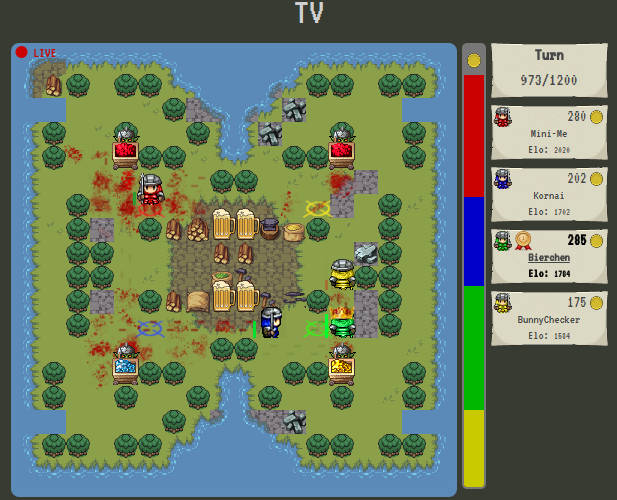 TV
LIVE
Turn
973/1200
280
Mini-Me
Elo: 2020
202
Kornai
Elo: 1702
285
Bierchen
Elo: 1704
175
BunnyChecker
Elo: 1504